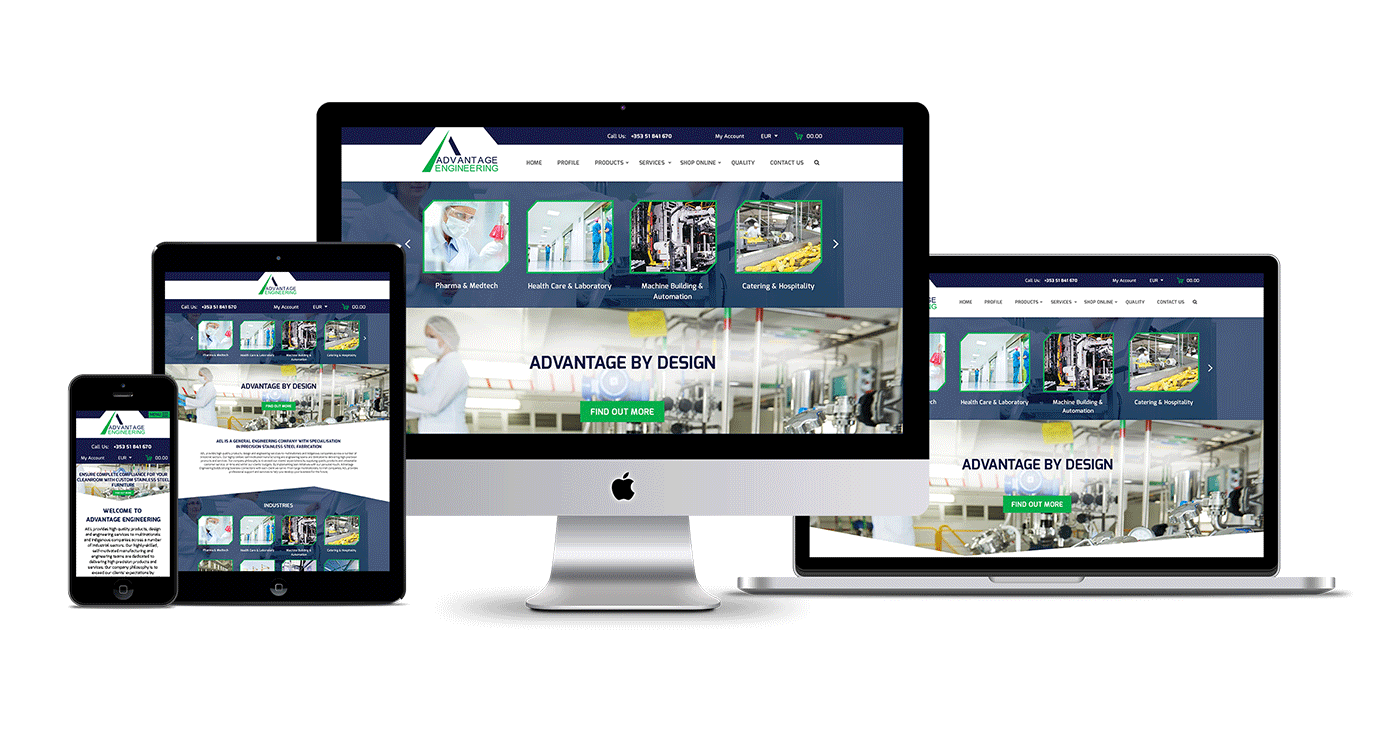 Call Us: +353 51 841 670 My Account EUR 00.00
ADVANTAGE
ENGINEERING
HOME PROFILE PRODUCTS SERVICES SHOP ONLINE QUALITY CONTACT US
Pharma & Medtech Health Care & Laboratory Machine Building & Automation Catering & Hospitality
ADVANTAGE BY DESIGN
FIND OUT MORE
ADVANTAGE
ENGINEERING
Call Us: +353 51 841 670 My Account EUR 00.00
Pharma & Medtech Health Care & Laboratory Machine Building & Automation Catering & Hospitality
ADVANTAGE BY DESIGN
FIND OUT MORE
AEL IS A GENERAL ENGINEERING COMPANY WITH SPECIALISATION
IN PRECISION STAINLESS STEEL FABRICATION
INDUSTRIES
Pharma & Medtech Health Care & Laboratory Machine Building & Automation Catering & Hospitality
MENU
ADVANTAGE
ENGINEERING
Call Us: +353 51 841 670
My Account EUR 00.00
ENSURE COMPLETE COMPLIANCE FOR YOUR
CLEANROOM WITH CUSTOM STAINLESS STEEL
FURNITURE
FIND OUT MORE
WELCOME TO
ADVANTAGE ENGINEERING
AEL provides high quality products, design
and engineering services to multinationals
and indigenous companies across a number
of industrial sectors. Our highly-skilled,
self-motivated manufacturing and
engineering teams are dedicated to
delivering high precision products and
services. Our company philosophy is to
exceed our clients' expectations by
Call Us: +353 51 841 670 My Account EUR 00.00
HOME PROFILE PRODUCTS SERVICES SHOP ONLINE QUALITY CONTACT US
Health Care & Laboratory Machine Building & Automation Catering & Hospitality
ADVANTAGE BY DESIGN
FIND OUT MORE